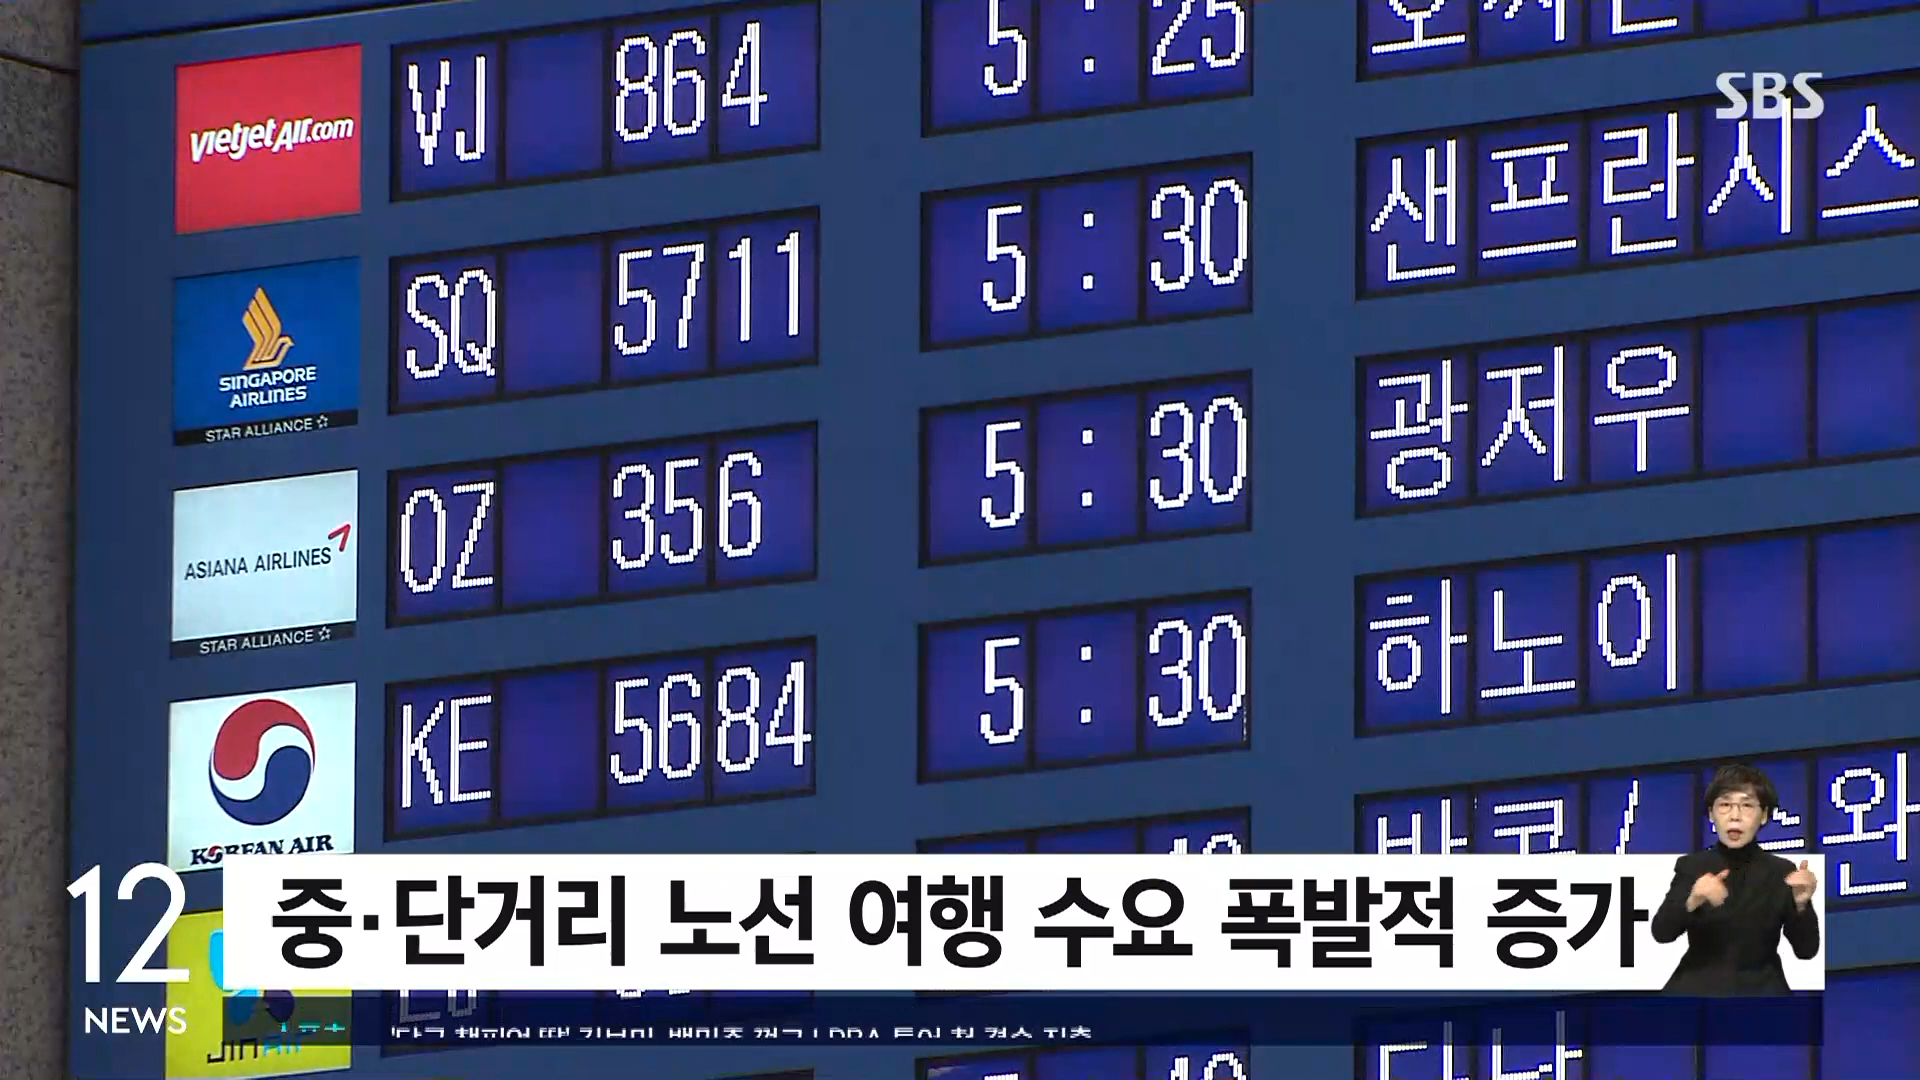 SBS
vietjetAir.com VJ 864 5:25
SINGAPORE AIRLINES SQ 5711 5:30 샌프란시스
STAR ALLIANCE
ASIANA AIRLINES OZ 356 5:30 광저우
STAR ALLIANCE
KOREAN AIR KE 5684 5:30 하노이
중·단거리 노선 여행 수요 폭발적 증가
12
NEWS